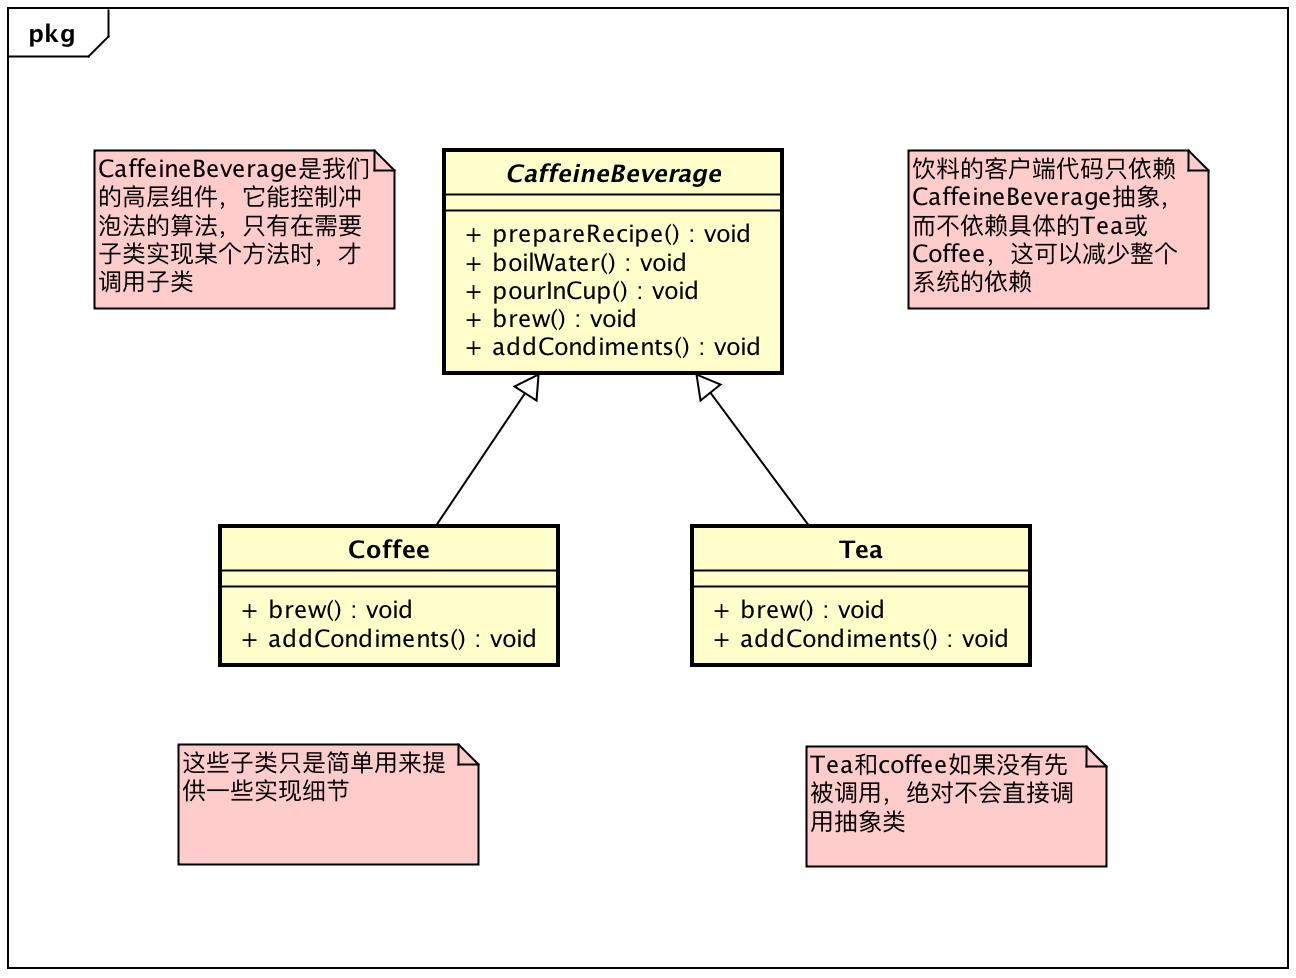 pkg
CaffeineBeverage是我们
的高层组件，它能控制冲
泡法的算法，只有在需要
子类实现某个方法时，才
调用子类
CaffeineBeverage
+ prepareRecipe() : void
+ boilWater() : void
+ pourInCup() : void
+ brew() : void
+ addCondiments() : void
饮料的客户端代码只依赖
CaffeineBeverage抽象，
而不依赖具体的Tea或
Coffee，这可以减少整个
系统的依赖
Coffee
+ brew() : void
+ addCondiments() : void
Tea
+ brew() : void
+ addCondiments() : void
这些子类只是简单用来提
供一些实现细节
Tea和coffee如果没有先
被调用，绝对不会直接调
用抽象类